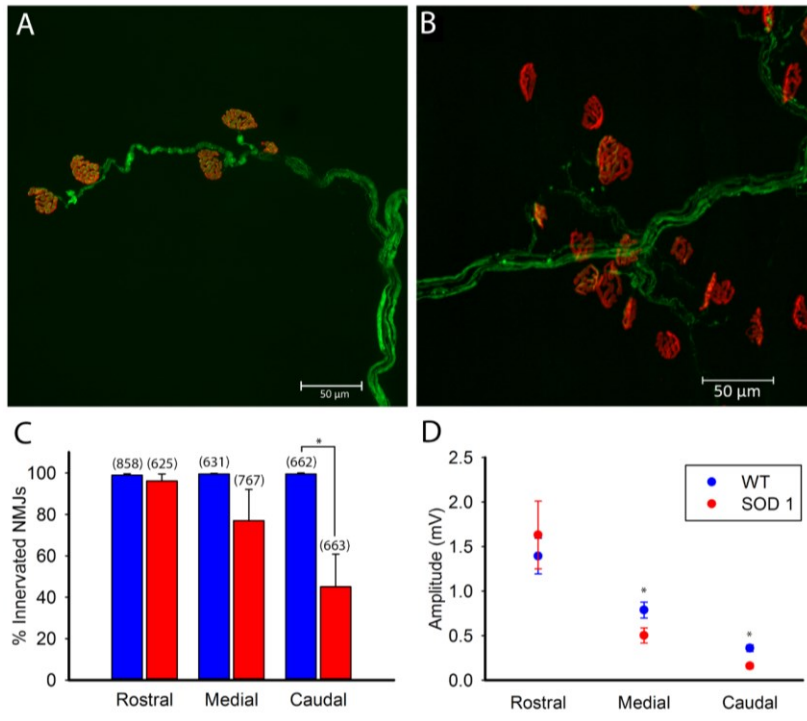 A
B
50 µm
50 µm
C
D
(858) (625)
(631)
(767)
(662)
*
(663)
100
80
60
40
20
0
% Innervated NMJs
Rostral Medial Caudal
2.5
2.0
1.5
1.0
0.5
0.0
Amplitude (mV)
WT
SOD 1
*
*
Rostral Medial Caudal